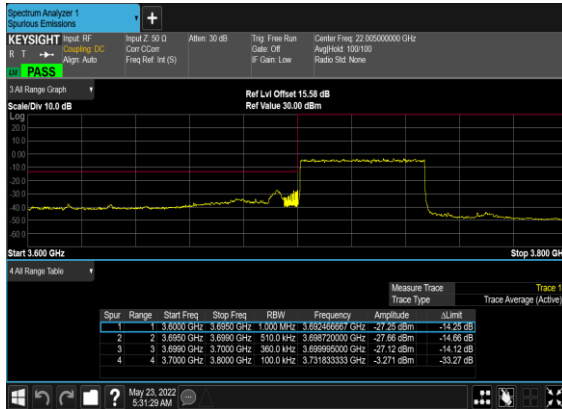 Spectrum Analyzer 1
Spurious Emissions
KEYSIGHT Input: RF Input Z: 50 Ω Atten: 30 dB Trig: Free Run Center Freq: 22.005000000 GHz
R T Coupling: DC Corr CCorr Gate: Off Avg|Hold: 100/100
Align: Auto Freq Ref: Int (S) IF Gain: Low Radio Std: None
PASS
3 All Range Graph
Ref Lvl Offset 15.58 dB
Scale/Div 10.0 dB Ref Value 30.00 dBm
Log
20.0
10.0
0.00
-10.0
-20.0
-30.0
-40.0
-50.0
-60.0
Start 3.600 GHz Stop 3.800 GH
4 All Range Table
Measure Trace Trace 1
Trace Type Trace Average (Active)
Spur Range Start Freq Stop Freq RBW Frequency Amplitude ΔLimit
1 1 3.6000 GHz 3.6950 GHz 1.000 MHz 3.692466667 GHz -27.25 dBm -14.25 dB
2 2 3.6950 GHz 3.6990 GHz 510.0 kHz 3.698720000 GHz -27.66 dBm -14.66 dB
3 3 3.6990 GHz 3.7000 GHz 360.0 kHz 3.699995000 GHz -27.12 dBm -14.12 dB
4 4 3.7000 GHz 3.8000 GHz 100.0 kHz 3.731833333 GHz -3.271 dBm -33.27 dB
? May 23, 2022
5:31:29 AM